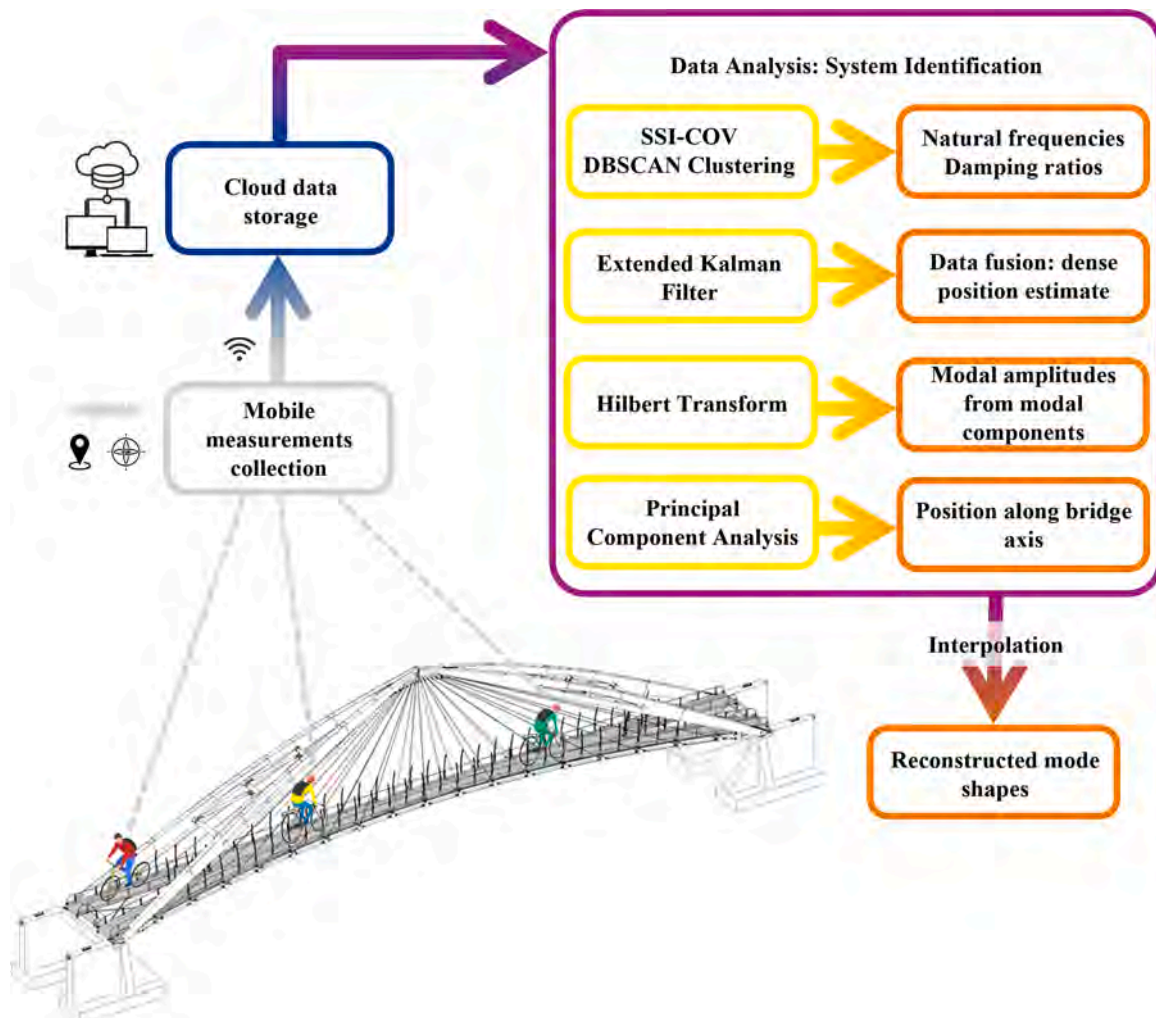 Data Analysis: System Identification
SSI-COV
DBSCAN Clustering
Natural frequencies
Damping ratios
Cloud data
storage
Extended Kalman
Filter
Data fusion: dense
position estimate
Hilbert Transform
Modal amplitudes
from modal
components
Mobile
measurements
collection
Principal
Component Analysis
Position along bridge
axis
Interpolation
Reconstructed mode
shapes